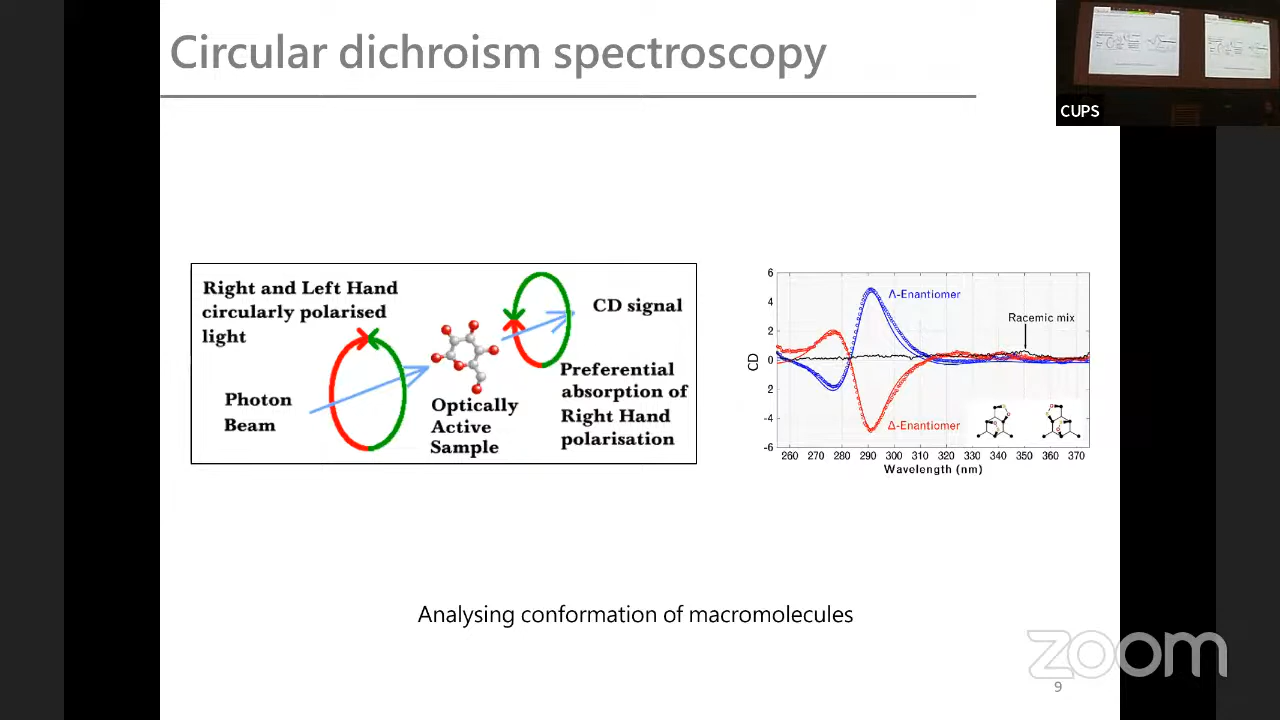 Circular dichroism spectroscopy
CUPS
Right and Left Hand
circularly polarised
light
Photon
Beam
Optically
Active
Sample
CD signal
Preferential
absorption of
Right Hand
polarisation
6
4
2
0
2
-4
-6
CD
Λ-Enantiomer
Racemic mix
Δ-Enantiomer
260 270 280 290 300 310 320 330 340 350 360 370
Wavelength (nm)
Analysing conformation of macromolecules
zoom
9